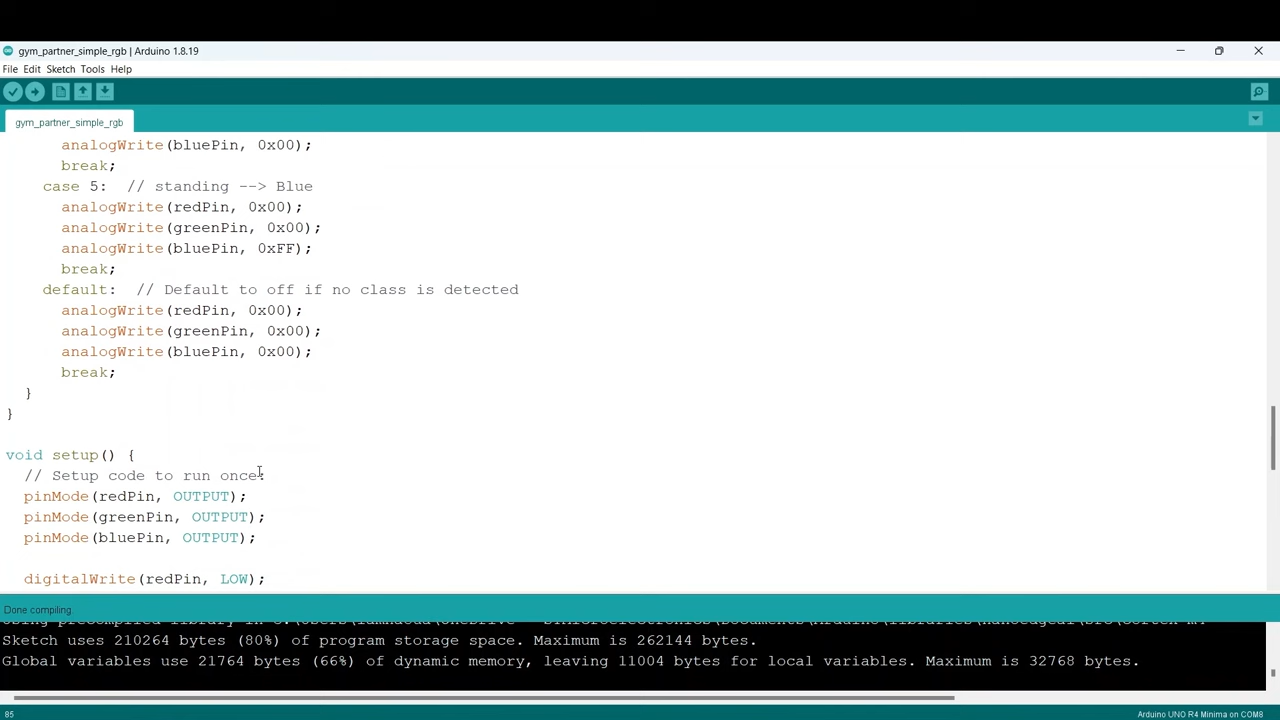 gym_partner_simple_rgb | Arduino 1.8.19
File Edit Sketch Tools Help
gym_partner_simple_rgb
analogWrite(bluePin, 0x00);
break;
case 5:  // standing --> Blue
analogWrite(redPin, 0x00);
analogWrite(greenPin, 0x00);
analogWrite(bluePin, 0xFF);
break;
default:  // Default to off if no class is detected
analogWrite(redPin, 0x00);
analogWrite(greenPin, 0x00);
analogWrite(bluePin, 0x00);
break;
}
}
void setup() {
// Setup code to run once:
pinMode(redPin, OUTPUT);
pinMode(greenPin, OUTPUT);
pinMode(bluePin, OUTPUT);
digitalWrite(redPin, LOW);
Done compiling.
Sketch uses 210264 bytes (80%) of program storage space. Maximum is 262144 bytes.
Global variables use 21764 bytes (66%) of dynamic memory, leaving 11004 bytes for local variables. Maximum is 32768 bytes.
85
Arduino UNO R4 Minima on COM8